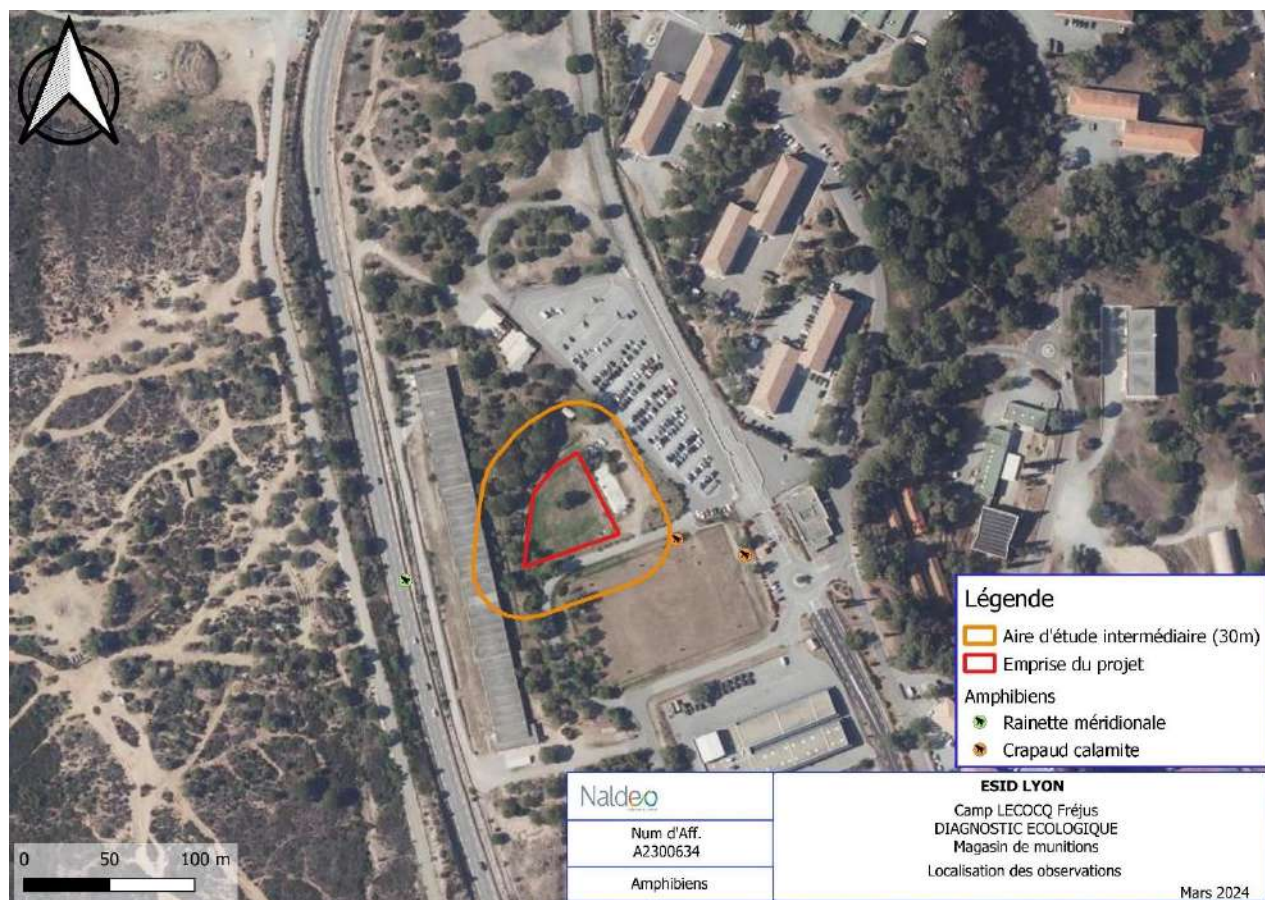 Légende
Aire d'étude intermédiaire (30m)
Emprise du projet
Amphibiens
Rainette méridionale
Crapaud calamite
Naldeo
Num d'Aff.
A2300634
Amphibiens
ESID LYON
Camp LECOCQ Fréjus
DIAGNOSTIC ECOLOGIQUE
Magasin de munitions
Localisation des observations
Mars 2024
0 50 100 m